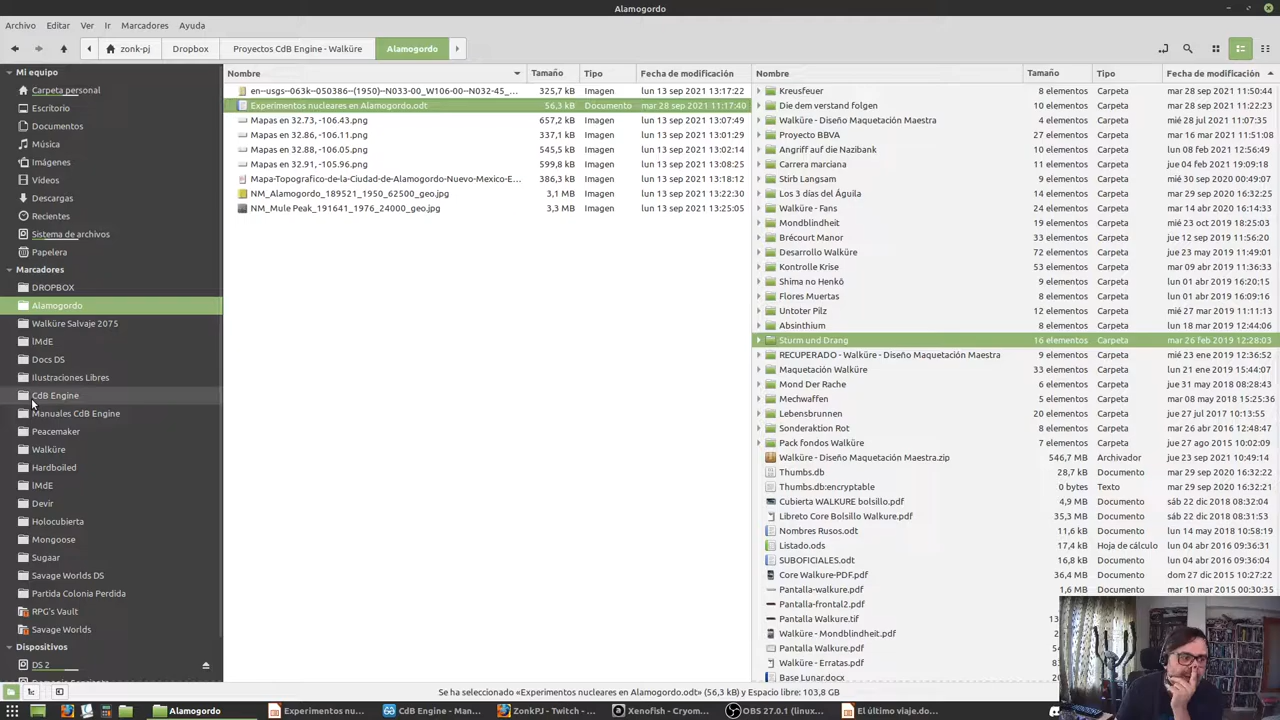 Alamogordo
Archivo Editar Ver Ir Marcadores Ayuda
zonk-pj Dropbox Proyectos CdB Engine - Walküre Alamogordo
Mi equipo
Carpeta personal
Escritorio
Documentos
Música
Imágenes
Vídeos
Descargas
Recientes
Sistema de archivos
Papelera
Marcadores
DROPBOX
Alamogordo
Walküre Salvaje 2075
IMdE
Docs DS
Ilustraciones Libres
CdB Engine
Manuales CdB Engine
Peacemaker
Walküre
Hardboiled
IMdE
Devir
Holocubierta
Mongoose
Sugaar
Savage Worlds DS
Partida Colonia Perdida
RPG's Vault
Savage Worlds
Dispositivos
DS 2
Nombre Tamaño Tipo Fecha de modificación
en--usgs--063k--050386--(1950)--N033-00_W106-00--N032-45_... 325,7 kB Imagen lun 13 sep 2021 13:17:22
Experimentos nucleares en Alamogordo.odt 56,3 kB Documento mar 28 sep 2021 11:17:40
Mapas en 32.73, -106.43.png 657,2 kB Imagen lun 13 sep 2021 13:07:49
Mapas en 32.86, -106.11.png 337,1 kB Imagen lun 13 sep 2021 13:01:29
Mapas en 32.88, -106.05.png 545,5 kB Imagen lun 13 sep 2021 13:02:14
Mapas en 32.91, -105.96.png 599,8 kB Imagen lun 13 sep 2021 13:08:25
Mapa-Topografico-de-la-Ciudad-de-Alamogordo-Nuevo-Mexico-E... 386,3 kB Imagen lun 13 sep 2021 13:18:12
NM_Alamogordo_189521_1950_62500_geo.jpg 3,1 MB Imagen lun 13 sep 2021 13:22:30
NM_Mule Peak_191641_1976_24000_geo.jpg 3,3 MB Imagen lun 13 sep 2021 13:25:05
Nombre Tamaño Tipo Fecha de modificación
Kreusfeuer 8 elementos Carpeta mar 28 sep 2021 11:50:44
Die dem verstand folgen 10 elementos Carpeta mar 28 sep 2021 11:22:23
Walküre - Diseño Maquetación Maestra 9 elementos Carpeta mié 28 jul 2021 11:07:35
Proyecto BBVA 27 elementos Carpeta mar 16 mar 2021 11:51:08
Angriff auf die Nazibank 4 elementos Carpeta lun 08 feb 2021 12:56:49
Carrera marciana 11 elementos Carpeta jue 04 feb 2021 19:09:18
Stirb Langsam 4 elementos Carpeta mié 30 sep 2020 00:49:47
Los 3 días del Águila 4 elementos Carpeta mar 29 sep 2020 16:32:25
Walküre - Fans 4 elementos Carpeta mar 14 abr 2020 16:14:33
Mondblindheit 24 elementos Carpeta mié 23 oct 2019 18:25:03
Brécourt Manor 33 elementos Carpeta jue 12 sep 2019 11:56:20
Desarrollo Walküre 72 elementos Carpeta jue 23 may 2019 11:49:01
Kontrolle Krise 53 elementos Carpeta mar 09 abr 2019 11:36:33
Shima no Henkô 9 elementos Carpeta lun 01 abr 2019 16:20:15
Flores Muertas 4 elementos Carpeta lun 01 abr 2019 16:09:16
Untoter Pilz 12 elementos Carpeta mié 27 mar 2019 11:11:13
Absinthium 8 elementos Carpeta lun 18 mar 2019 12:44:06
Sturm und Drang 16 elementos Carpeta mar 26 feb 2019 12:28:03
RECUPERADO - Walküre - Diseño Maquetación Maestra 9 elementos Carpeta mié 23 ene 2019 12:36:52
Maquetación Walküre 33 elementos Carpeta lun 21 ene 2019 15:44:07
Mond Der Rache 6 elementos Carpeta jue 31 may 2018 08:28:43
Mechwaffen 5 elementos Carpeta mar 08 may 2018 15:25:36
Lebensbrunnen 20 elementos Carpeta jue 27 jul 2017 10:13:55
Sonderaktion Rot 8 elementos Carpeta mar 26 abr 2016 12:48:47
Pack fondos Walküre 7 elementos Carpeta jue 27 ago 2015 10:02:09
Walküre - Diseño Maquetación Maestra.zip 546,7 MB Archivador jue 29 sep 2021 10:49:14
Thumbs.db 28,7 kB Documento mar 29 sep 2020 16:32:22
Thumbs.db:encryptable 0 bytes Texto mar 29 sep 2020 16:32:21
Cubierta WALKURE bolsillo.pdf 4,9 MB Documento sáb 22 dic 2018 08:32:04
Libreto Core Bolsillo Walkure.pdf 35,3 MB Documento sáb 22 dic 2018 08:31:53
Nombres Rusos.odt 11,6 kB Documento lun 14 may 2018 10:58:19
Listado.ods 17,4 kB Hoja de cálculo lun 04 abr 2016 09:36:31
SUBOFICIALES.odt 16,8 kB Documento lun 04 abr 2016 09:36:04
Core Walkure-PDF.pdf 36,4 MB Documento dom 27 dic 2015 10:27:22
Pantalla-walkure.pdf 1,6 MB Documento mar 10 mar 2015 00:30:35
Pantalla-frontal2.pdf
Pantalla Walkure.tif
Walküre - Mondblindheit.pdf
Pantalla Walkure.pdf
Walküre - Erratas.pdf
Base Lunar.docx
Se ha seleccionado «Experimentos nucleares en Alamogordo.odt» (56,3 kB) y Espacio libre: 103,8 GB
Alamogordo Experimentos nu... CdB Engine - Man... ZonkPJ - Twitch - ... Xenofish - Cryom... OBS 27.0.1 (linux... El último viaje.do...